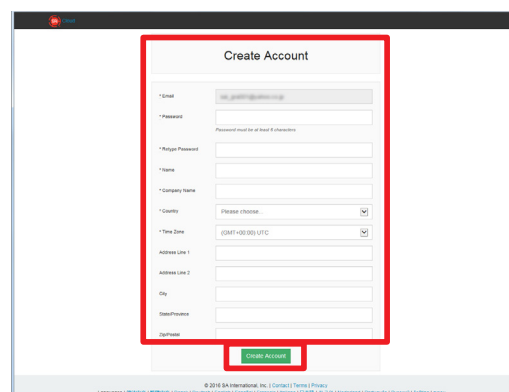 SAi Cloud
Create Account
* Email
* Password
Password must be at least 8 characters
* Retype Password
* Name
* Company Name
* Country
Please choose...
* Time Zone
(GMT+00:00) UTC
Address Line 1
Address Line 2
City
State/Province
Zip/Postal
Create Account
© 2016 SA International, Inc. | Contact | Terms | Privacy